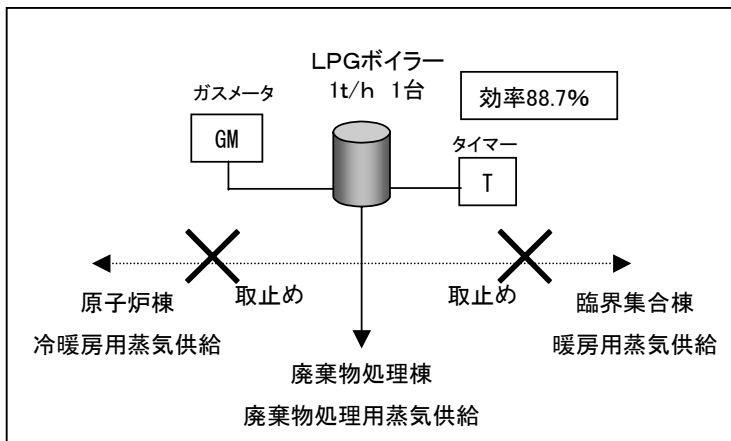 LPGボイラー
1t/h 1台
効率88.7%
ガスメータ
GM
タイマー
T
取止め
取止め
原子炉棟
冷暖房用蒸気供給
臨界集合棟
暖房用蒸気供給
廃棄物処理棟
廃棄物処理用蒸気供給